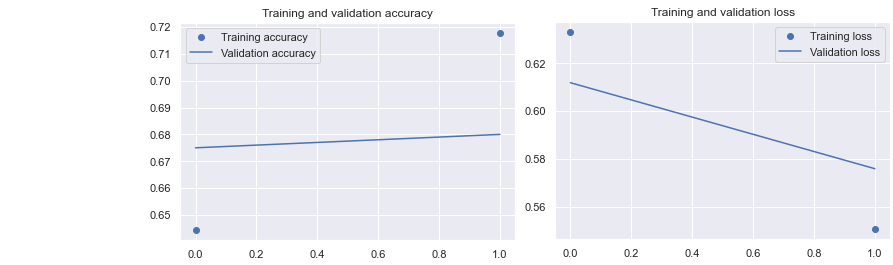 Training and validation accuracy
0.72
0.71
0.70
0.69
0.68
0.67
0.66
0.65
0.0 0.2 0.4 0.6 0.8 1.0
Training accuracy
Validation accuracy
Training and validation loss
0.62
0.60
0.58
0.56
0.0 0.2 0.4 0.6 0.8 1.0
Training loss
Validation loss